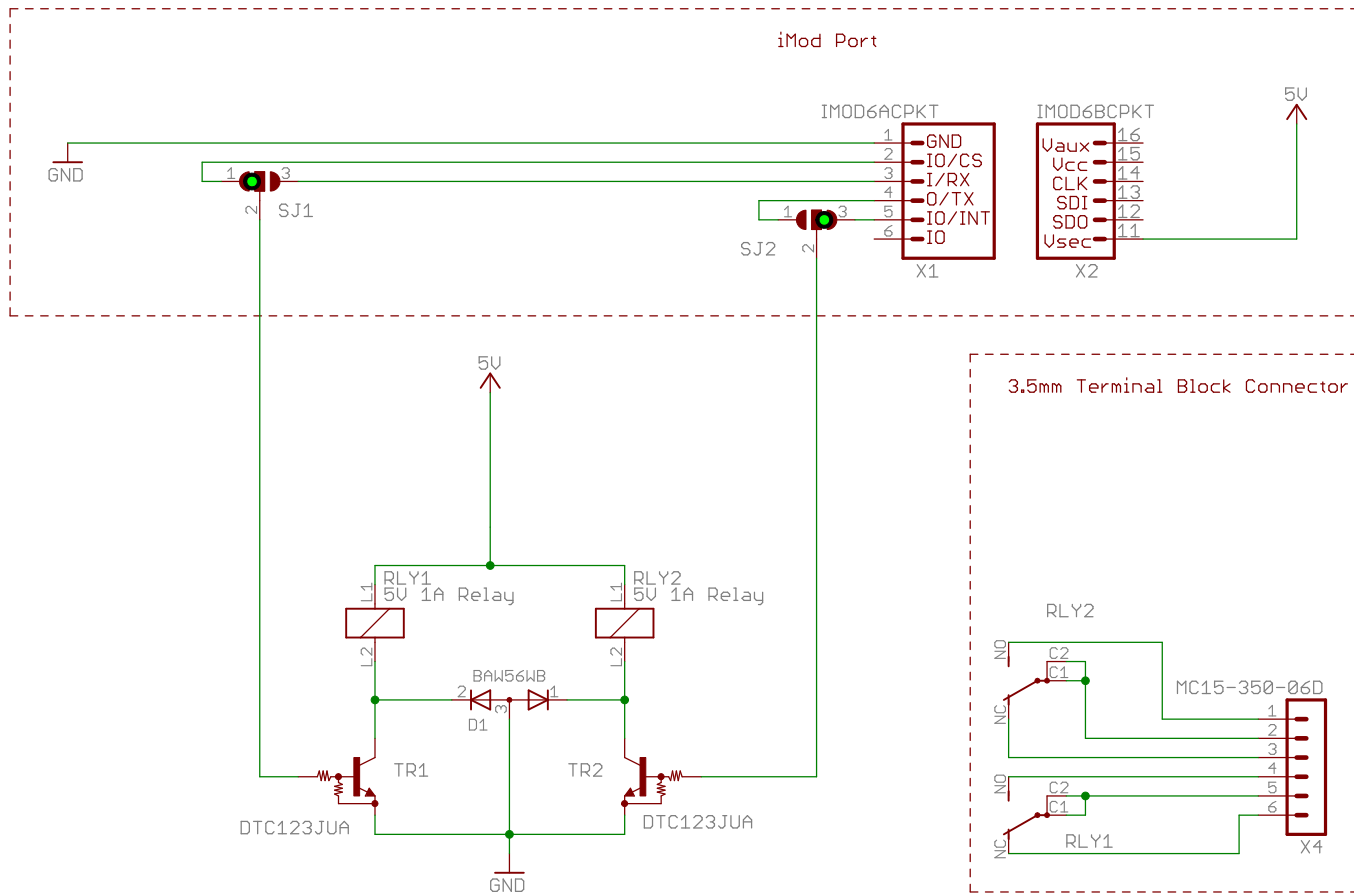 iMod Port
IMOD6ACPKT
IMOD6BCPKT
5V
GND
1 GND
2 IO/CS
3 I/RX
4 O/TX
5 IO/INT
6 IO
X1
Vaux 16
Vcc 15
CLK 14
SDI 13
SDO 12
Vsec 11
X2
1 3
2
SJ1
1 3
2
SJ2
5V
3.5mm Terminal Block Connector
RLY1
5V 1A Relay
L1
L2
RLY2
5V 1A Relay
L1
L2
BAW56WB
2 1
3
D1
TR1
TR2
DTC123JUA
DTC123JUA
GND
RLY2
NO
C2
C1
NC
MC15-350-06D
1
2
3
4
5
6
NO
C2
C1
NC
RLY1
X4